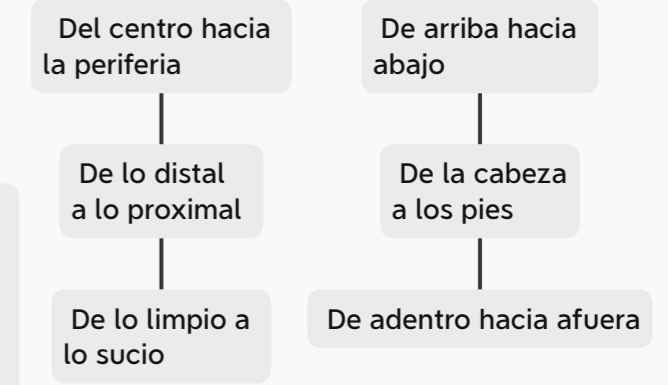 Del centro hacia
la periferia
De lo distal
a lo proximal
De lo limpio a
lo sucio
De arriba hacia
abajo
De la cabeza
a los pies
De adentro hacia afuera